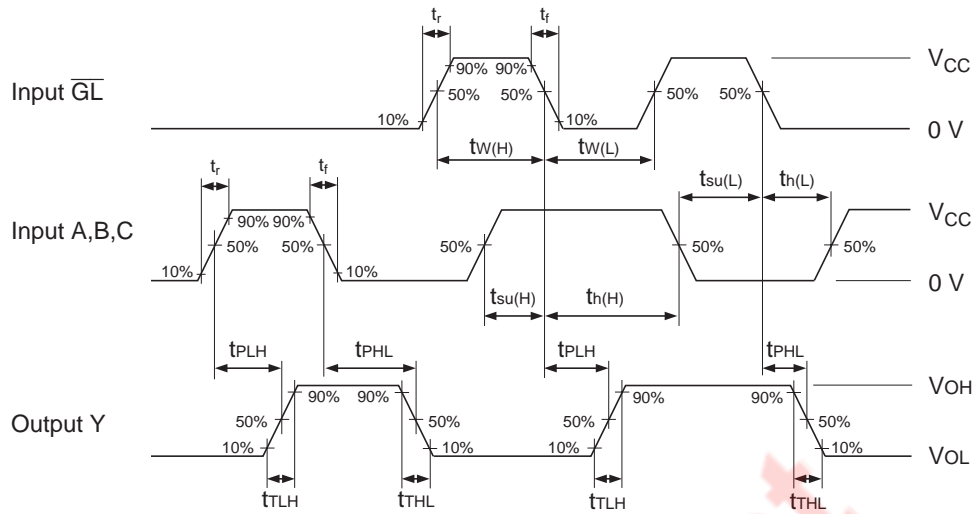 tr tf
Input GL
90% 90%
50% 50% 50% 50%
10% 10%
VCC
0 V
tW(H) tW(L)
tsu(L) th(L)
tr tf
Input A,B,C
90% 90%
50% 50% 50% 50% 50%
10% 10%
VCC
0 V
tsu(H) th(H)
tPLH tPHL tPLH tPHL
Output Y
90% 90% 90% 90%
50% 50% 50% 50%
10% 10% 10% 10%
VOH
VOL
tTLH tTHL tTLH tTHL